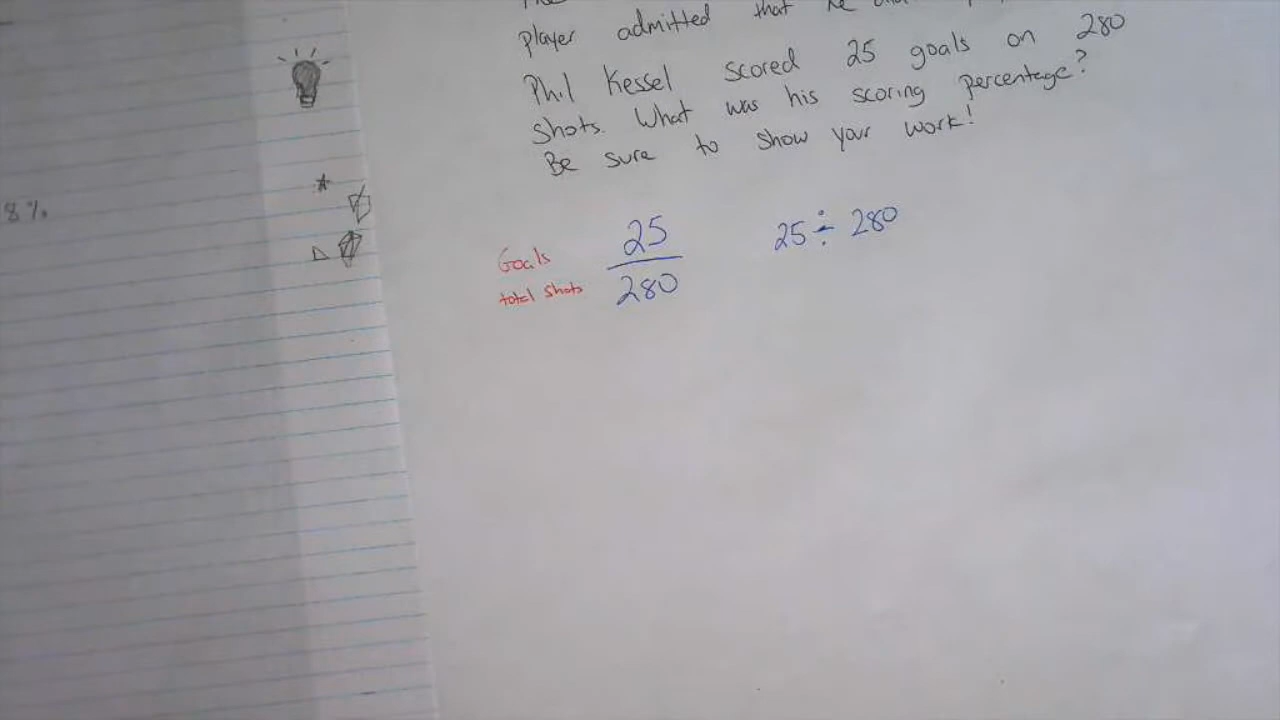 player admitted that he
Phil Kessel scored 25 goals on 280
shots. What was his scoring percentage?
Be sure to show your work!
8%
Goals 25 25 ÷ 280
total shots 280